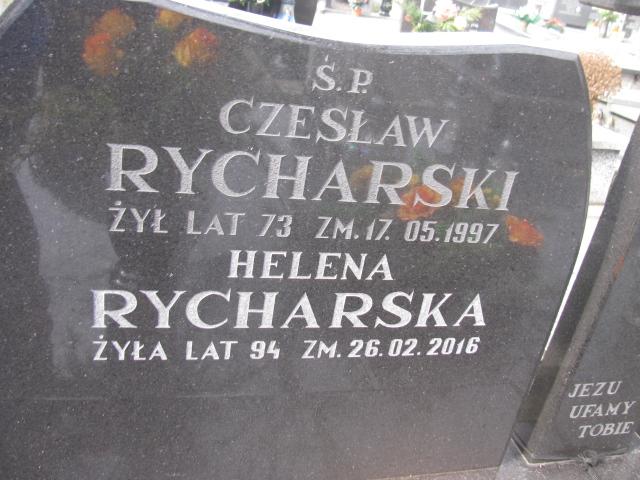 Ś.P.
CZESŁAW
RYCHARSKI
ŻYŁ LAT 73 ZM. 17. 05.1997
HELENA
RYCHARSKA
ŻYŁA LAT 94 ZM. 26.02.2016
JEZU
UFAMY
TOBIE